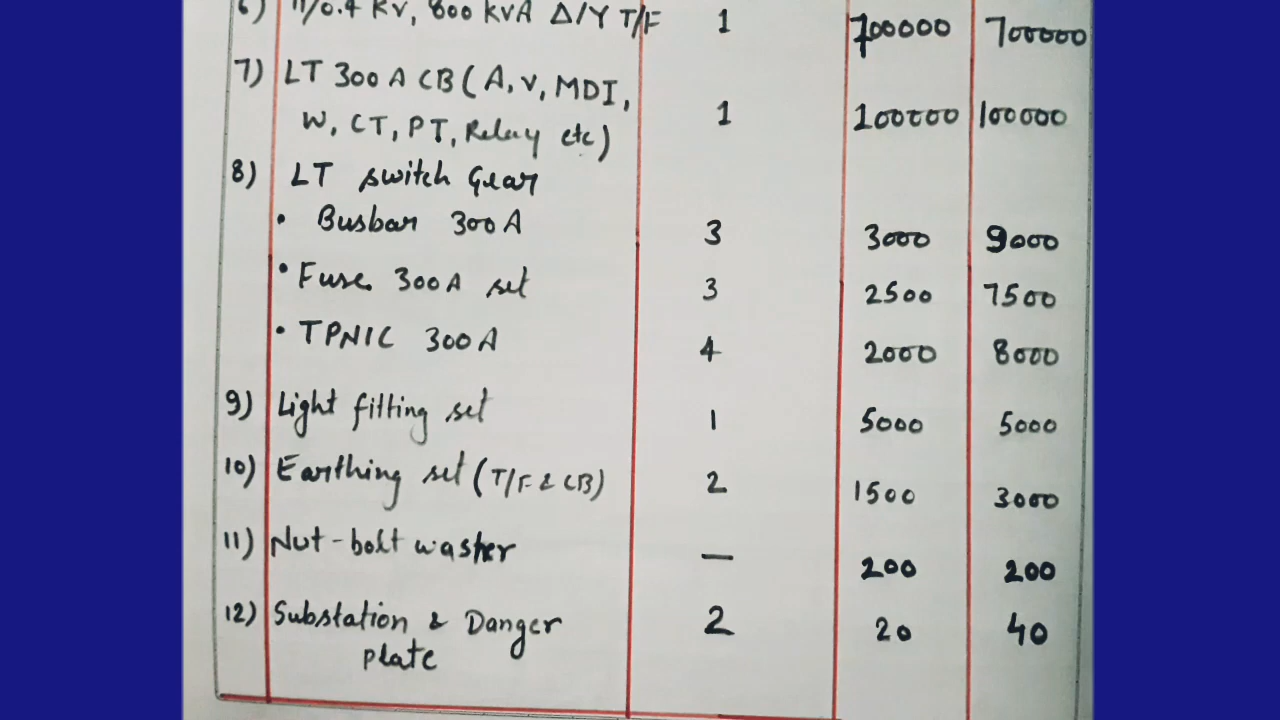 6) 11/0.4 KV, 800 KVA Δ/Y T/F 1 700000 700000
7) LT 300 A CB (A, V, MDI,
W, CT, PT, Relay etc) 1 100000 100000
8) LT switch Gear
• Busbar 300 A 3 3000 9000
• Fuse 300 A set 3 2500 7500
• TPNIC 300 A 4 2000 8000
9) Light fitting set 1 5000 5000
10) Earthing set (T/F & CB) 2 1500 3000
11) Nut-bolt washer — 200 200
12) Substation & Danger 2 20 40
plate